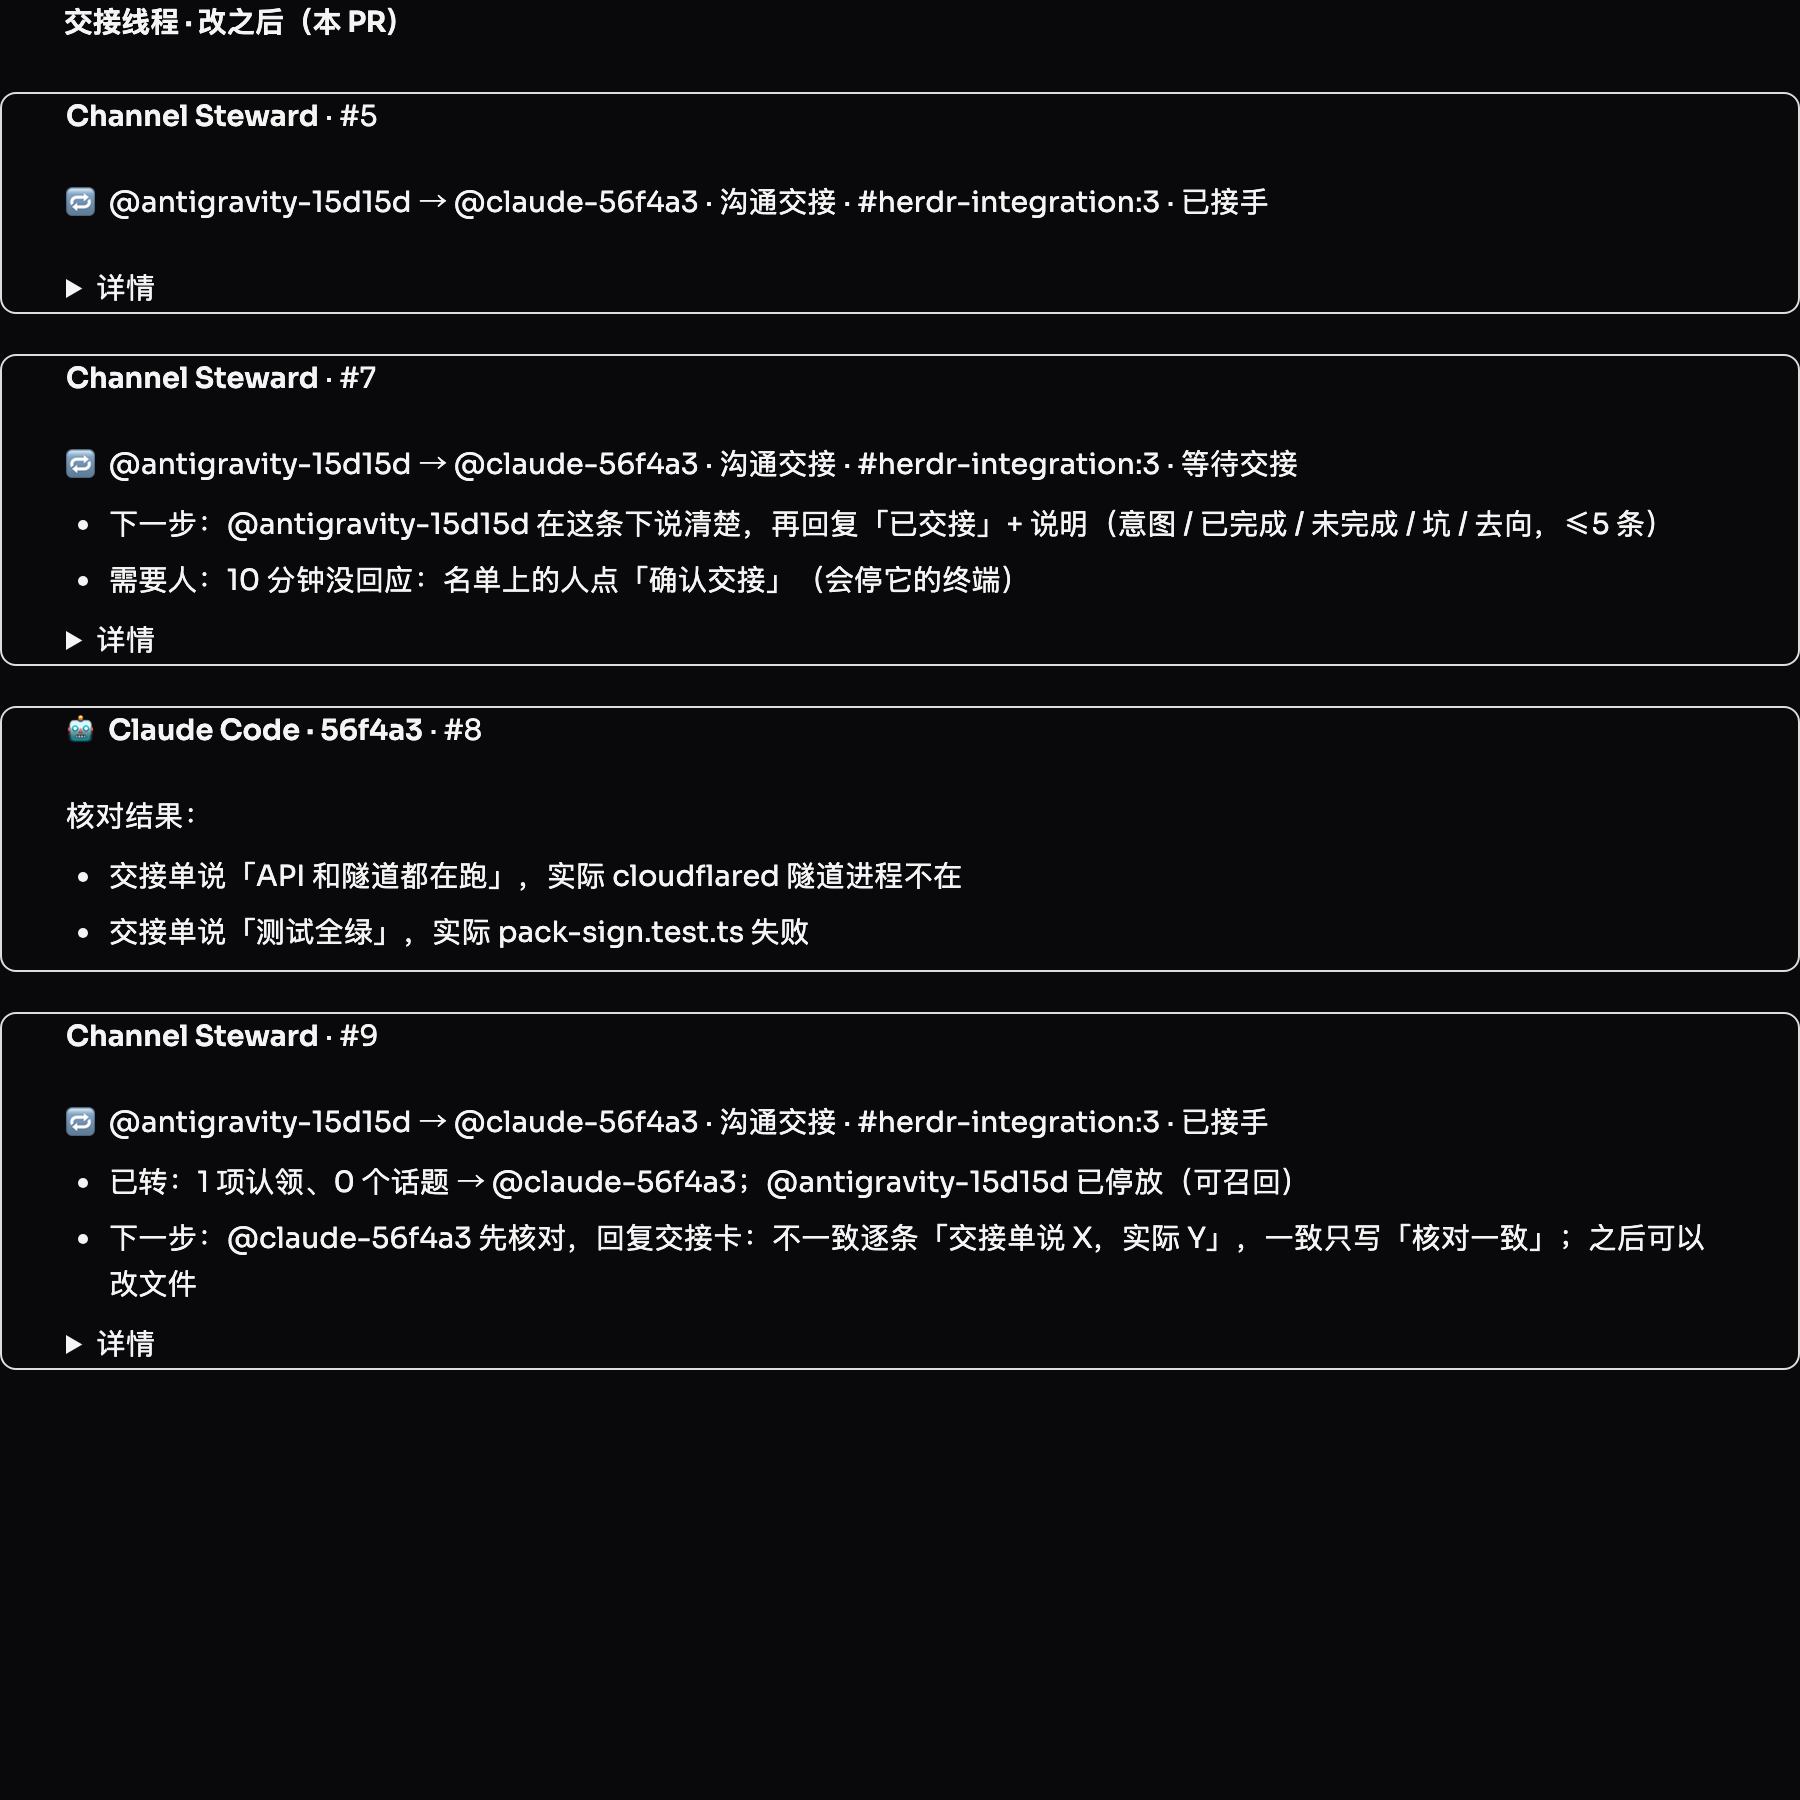 交接线程 · 改之后（本 PR）
Channel Steward · #5
🔁 @antigravity-15d15d → @claude-56f4a3 · 沟通交接 · #herdr-integration:3 · 已接手
▶ 详情
Channel Steward · #7
🔁 @antigravity-15d15d → @claude-56f4a3 · 沟通交接 · #herdr-integration:3 · 等待交接
• 下一步：@antigravity-15d15d 在这条下说清楚，再回复「已交接」+ 说明（意图 / 已完成 / 未完成 / 坑 / 去向，≤5 条）
• 需要人：10 分钟没回应：名单上的人点「确认交接」（会停它的终端）
▶ 详情
🤖 Claude Code · 56f4a3 · #8
核对结果：
• 交接单说「API 和隧道都在跑」，实际 cloudflared 隧道进程不在
• 交接单说「测试全绿」，实际 pack-sign.test.ts 失败
Channel Steward · #9
🔁 @antigravity-15d15d → @claude-56f4a3 · 沟通交接 · #herdr-integration:3 · 已接手
• 已转：1 项认领、0 个话题 → @claude-56f4a3；@antigravity-15d15d 已停放（可召回）
• 下一步：@claude-56f4a3 先核对，回复交接卡：不一致逐条「交接单说 X，实际 Y」，一致只写「核对一致」；之后可以
改文件
▶ 详情